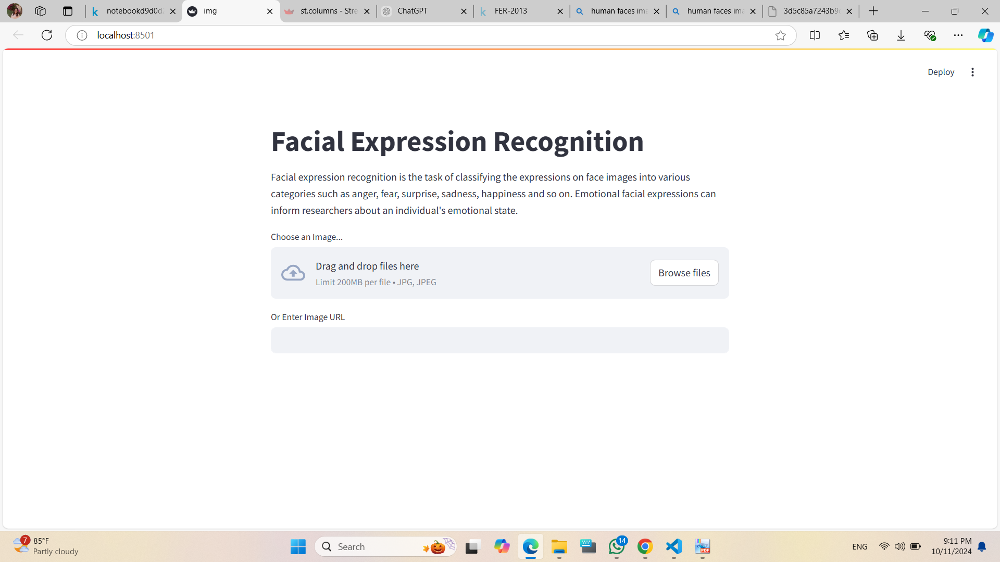 notebookd9d0d
img
st.columns - Stre
ChatGPT
FER-2013
human faces ima
human faces ima
3d5c85a7243b9c
localhost:8501
Deploy
Facial Expression Recognition
Facial expression recognition is the task of classifying the expressions on face images into various
categories such as anger, fear, surprise, sadness, happiness and so on. Emotional facial expressions can
inform researchers about an individual's emotional state.
Choose an Image...
Drag and drop files here
Limit 200MB per file • JPG, JPEG
Browse files
Or Enter Image URL
7
85°F
Partly cloudy
Search
14
PDF
ENG
9:11 PM
10/11/2024